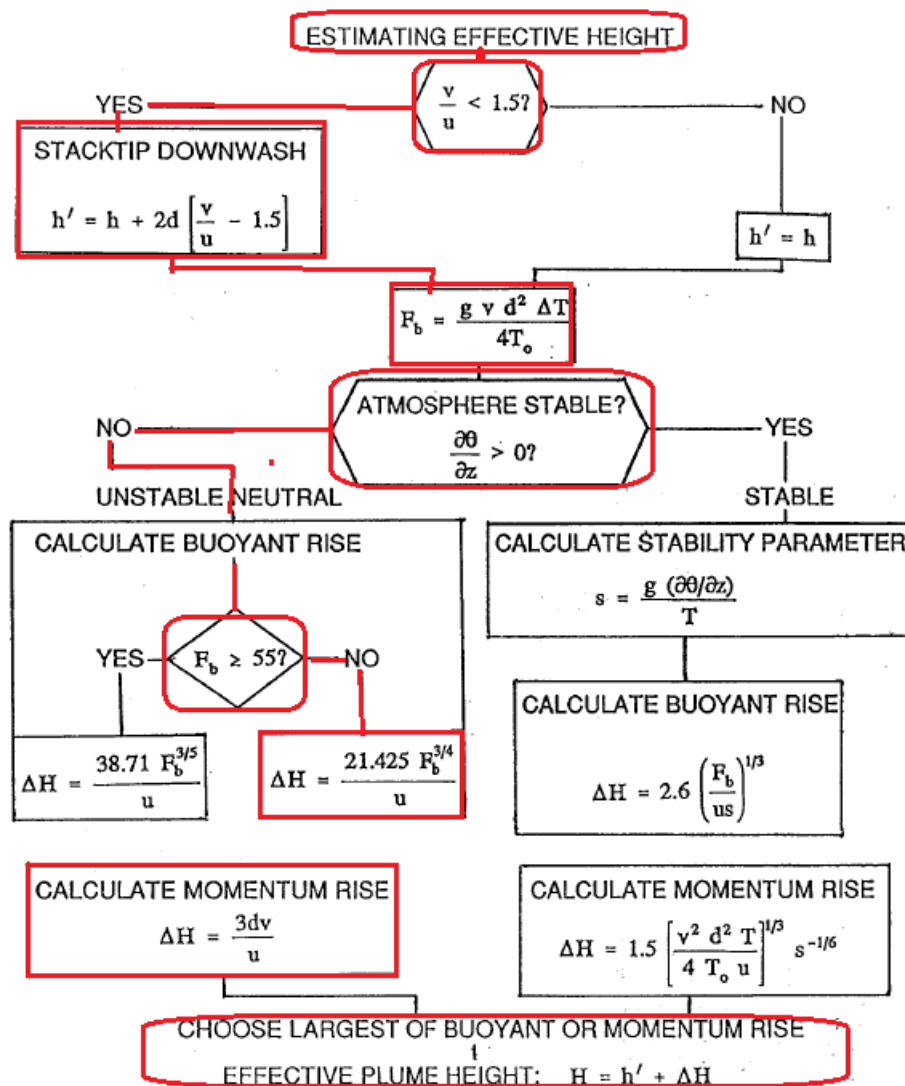 ESTIMATING EFFECTIVE HEIGHT
v/u < 1.5?
YES
NO
STACKTIP DOWNWASH
h′ = h + 2d [v/u − 1.5]
h′ = h
F_b = g v d² ΔT / 4T_o
ATMOSPHERE STABLE?
∂θ/∂z > 0?
NO
YES
UNSTABLE NEUTRAL
STABLE
CALCULATE BUOYANT RISE
CALCULATE STABILITY PARAMETER
s = g (∂θ/∂z) / T
F_b ≥ 55?
YES
NO
CALCULATE BUOYANT RISE
ΔH = 38.71 F_b^{3/5} / u
ΔH = 21.425 F_b^{3/4} / u
ΔH = 2.6 (F_b / us)^{1/3}
CALCULATE MOMENTUM RISE
ΔH = 3dv / u
CALCULATE MOMENTUM RISE
ΔH = 1.5 [v² d² T / 4 T_o u]^{1/3} s^{−1/6}
CHOOSE LARGEST OF BUOYANT OR MOMENTUM RISE
EFFECTIVE PLUME HEIGHT: H = h′ + ΔH